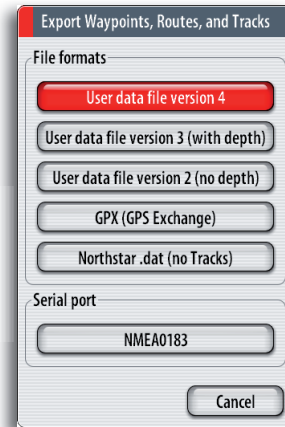 Export Waypoints, Routes, and Tracks
File formats
User data file version 4
User data file version 3 (with depth)
User data file version 2 (no depth)
GPX (GPS Exchange)
Northstar .dat (no Tracks)
Serial port
NMEA0183
Cancel